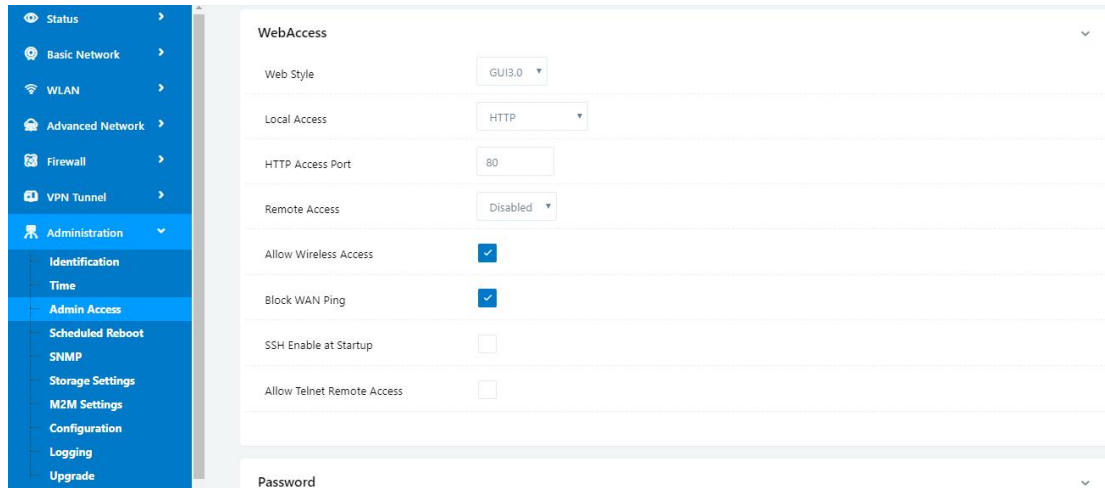 Status
Basic Network
WLAN
Advanced Network
Firewall
VPN Tunnel
Administration
Identification
Time
Admin Access
Scheduled Reboot
SNMP
Storage Settings
M2M Settings
Configuration
Logging
Upgrade
WebAccess
Web Style GUI3.0
Local Access HTTP
HTTP Access Port 80
Remote Access Disabled
Allow Wireless Access
Block WAN Ping
SSH Enable at Startup
Allow Telnet Remote Access
Password